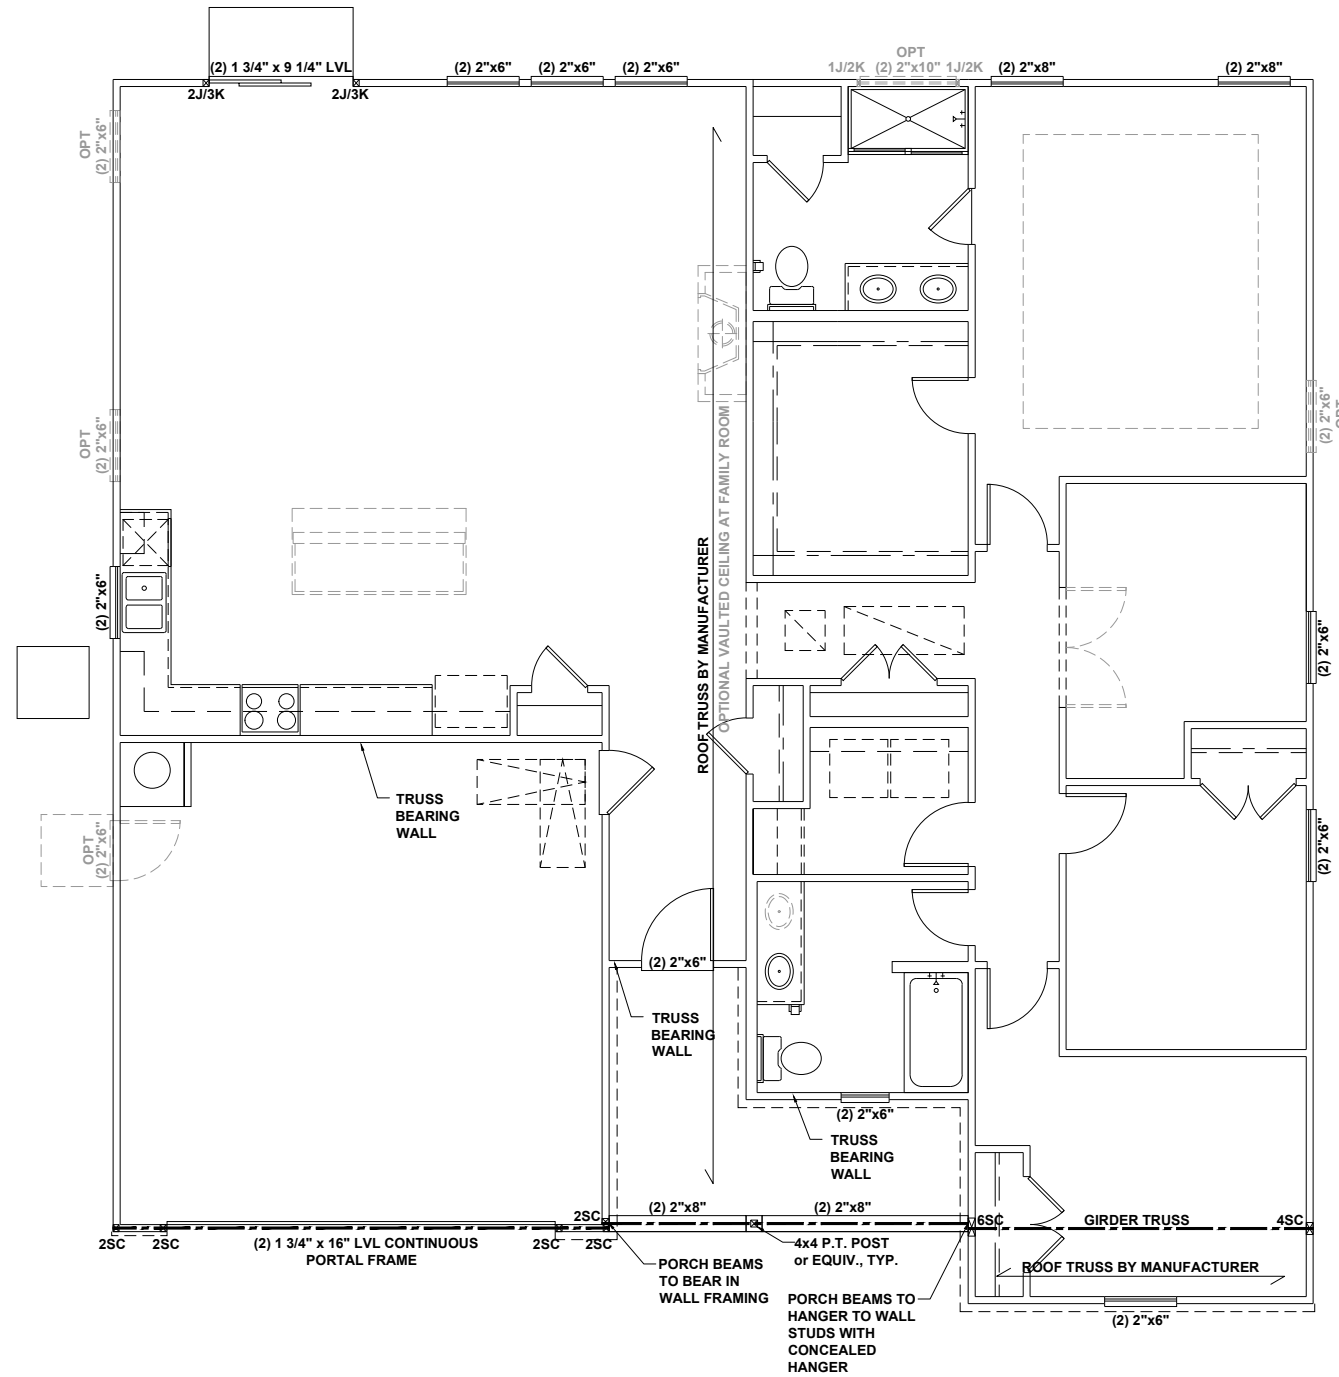 OPT
(2) 1 3/4" x 9 1/4" LVL
(2) 2"x6"
(2) 2"x6"
(2) 2"x6"
1J/2K
(2) 2"x10"
1J/2K
(2) 2"x8"
(2) 2"x8"
2J/3K
2J/3K
OPT
(2) 2"x6"
OPT
(2) 2"x6"
(2) 2"x6"
OPT
(2) 2"x6"
OPTIONAL VAULTED CEILING AT FAMILY ROOM
ROOF TRUSS BY MANUFACTURER
(2) 2"x6"
(2) 2"x6"
TRUSS
BEARING
WALL
OPT
(2) 2"x6"
(2) 2"x6"
TRUSS
BEARING
WALL
(2) 2"x6"
TRUSS
BEARING
WALL
2SC
(2) 2"x8"
(2) 2"x8"
6SC
GIRDER TRUSS
4SC
2SC
2SC
(2) 1 3/4" x 16" LVL CONTINUOUS
PORTAL FRAME
2SC
2SC
4x4 P.T. POST
or EQUIV., TYP.
PORCH BEAMS
TO BEAR IN
WALL FRAMING
ROOF TRUSS BY MANUFACTURER
PORCH BEAMS TO
HANGER TO WALL
STUDS WITH
CONCEALED
HANGER
(2) 2"x6"